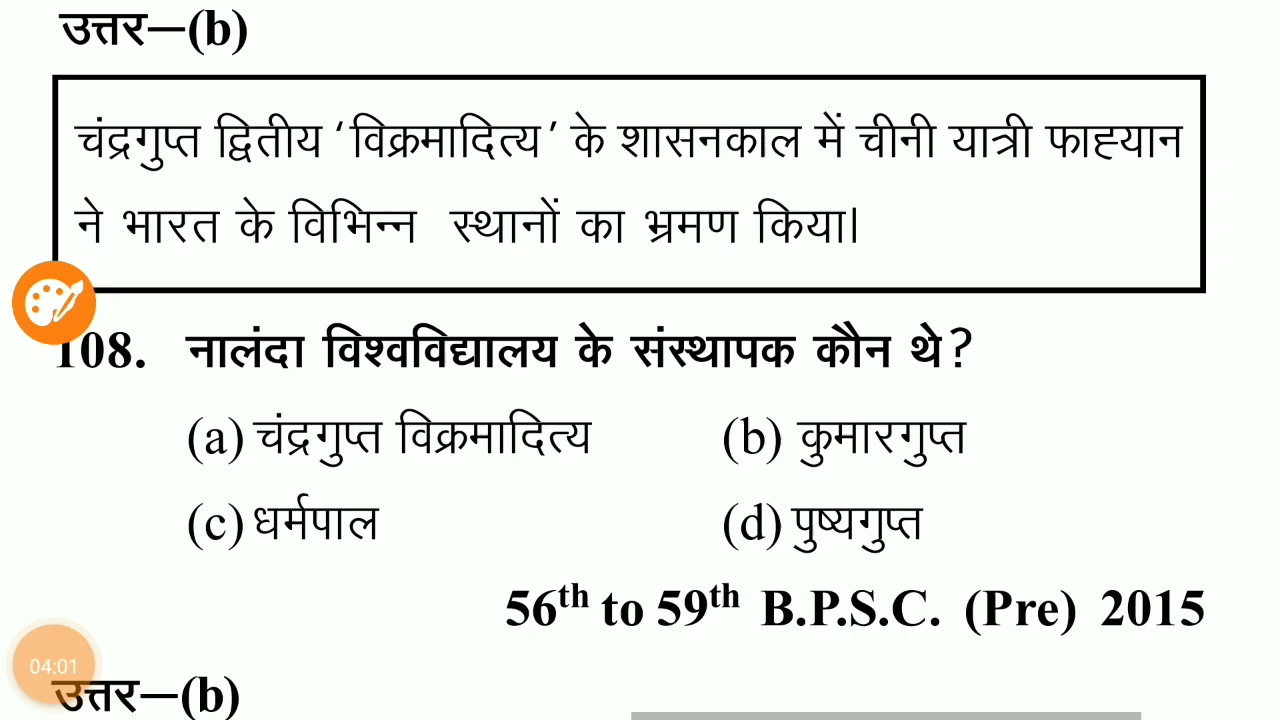 उत्तर—(b)
चंद्रगुप्त द्वितीय ‘विक्रमादित्य’ के शासनकाल में चीनी यात्री फाह्यान
ने भारत के विभिन्न स्थानों का भ्रमण किया।
108. नालंदा विश्वविद्यालय के संस्थापक कौन थे?
(a) चंद्रगुप्त विक्रमादित्य (b) कुमारगुप्त
(c) धर्मपाल (d) पुष्यगुप्त
56th to 59th B.P.S.C. (Pre) 2015
04:01
उत्तर—(b)